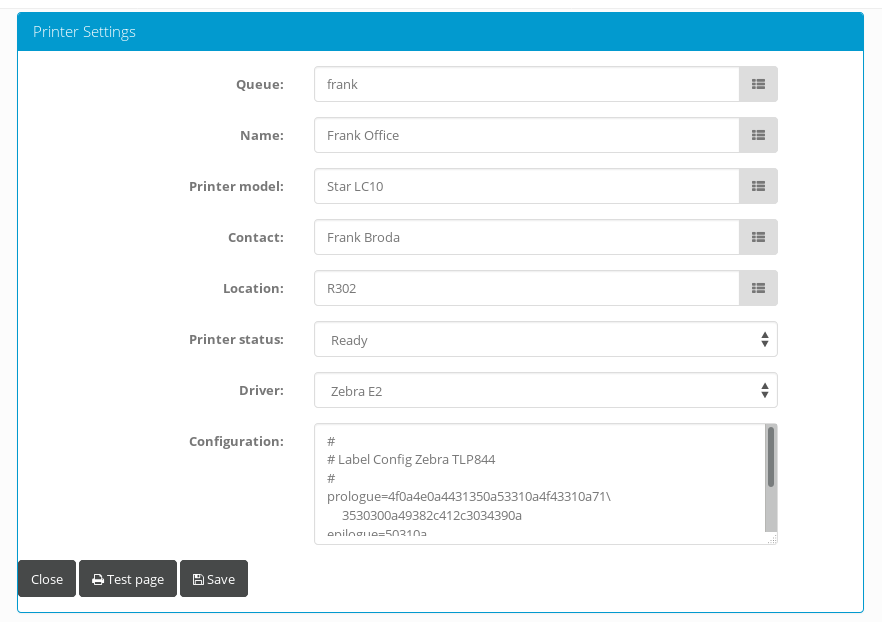 Printer Settings
Queue: frank
Name: Frank Office
Printer model: Star LC10
Contact: Frank Broda
Location: R302
Printer status: Ready
Driver: Zebra E2
Configuration: #
# Label Config Zebra TLP844
#
prologue=4f0a4e0a4431350a53310a4f43310a71\
3530300a49382c412c3034390a
epilogue=50310a
Close Test page Save